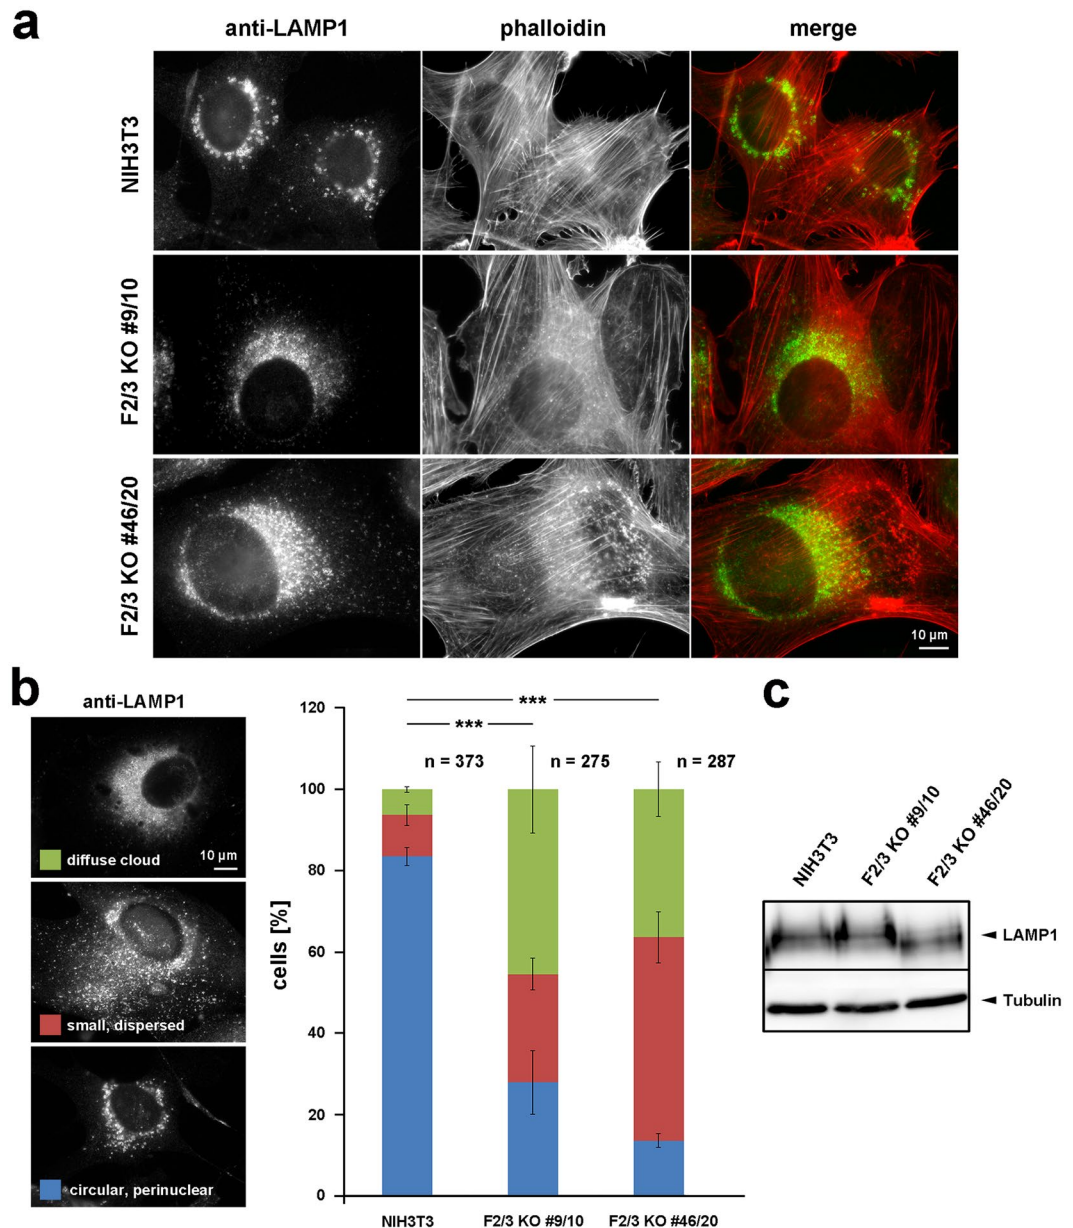 a
anti-LAMP1 phalloidin merge
NIH3T3
F2/3 KO #9/10
F2/3 KO #46/20
10 µm
b
anti-LAMP1
10 µm
diffuse cloud
small, dispersed
circular, perinuclear
cells [%]
120
100
80
60
40
20
0
***
***
n = 373 n = 275 n = 287
NIH3T3 F2/3 KO #9/10 F2/3 KO #46/20
c
NIH3T3 F2/3 KO #9/10 F2/3 KO #46/20
LAMP1
Tubulin